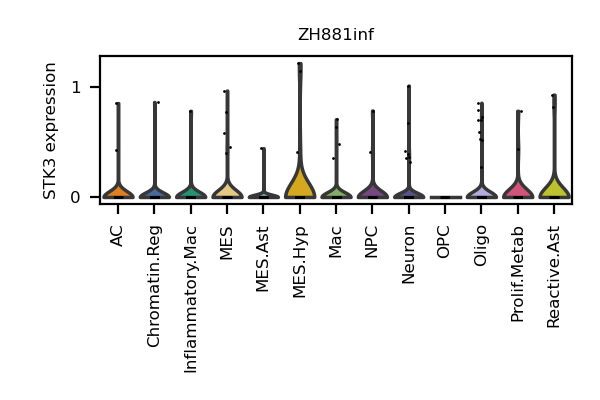 ZH881inf
STK3 expression
1
0
AC
Chromatin.Reg
Inflammatory.Mac
MES
MES.Ast
MES.Hyp
Mac
NPC
Neuron
OPC
Oligo
Prolif.Metab
Reactive.Ast